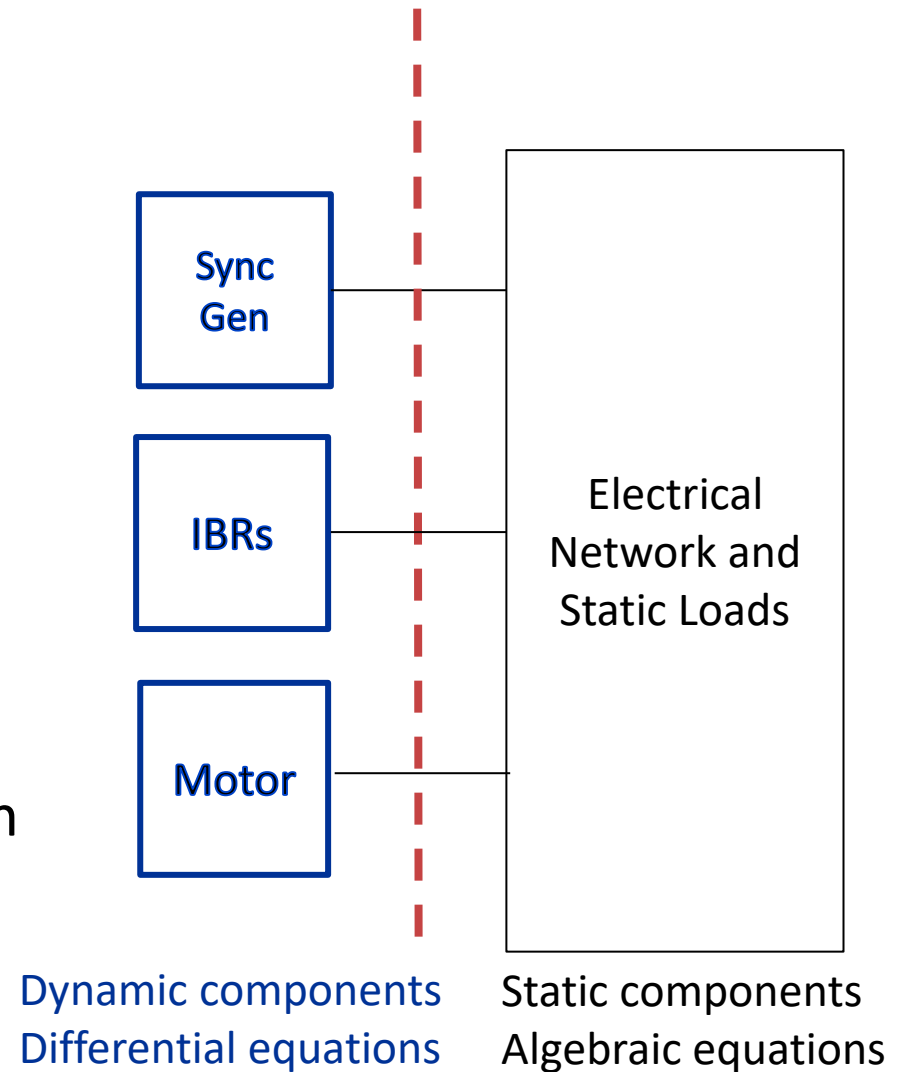 Sync
Gen
IBRs
Motor
Electrical
Network and
Static Loads
Dynamic components
Differential equations
Static components
Algebraic equations